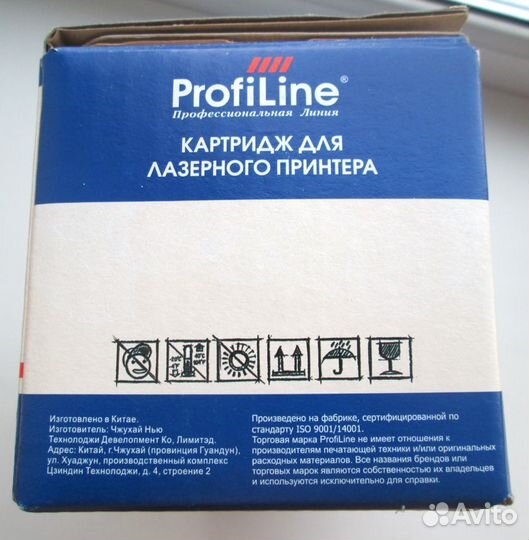 ProfiLine®
Профессиональная Линия
КАРТРИДЖ ДЛЯ
ЛАЗЕРНОГО ПРИНТЕРА
Изготовлено в Китае.
Изготовитель: Чжухай Нью
Технолоджи Девелопмент Ко, Лимитэд.
Адрес: Китай, г.Чжухай (провинция Гуандун),
ул. Хуаджун, производственный комплекс
Цзиндин Технолоджи, д. 4, строение 2
Произведено на фабрике, сертифицированной по
стандарту ISO 9001/14001.
Торговая марка ProfiLine не имеет отношения к
производителям печатающей техники и/или оригинальных
расходных материалов. Все названия брендов или
торговых марок являются собственностью их владельцев
и используются исключительно для справки.
Avito